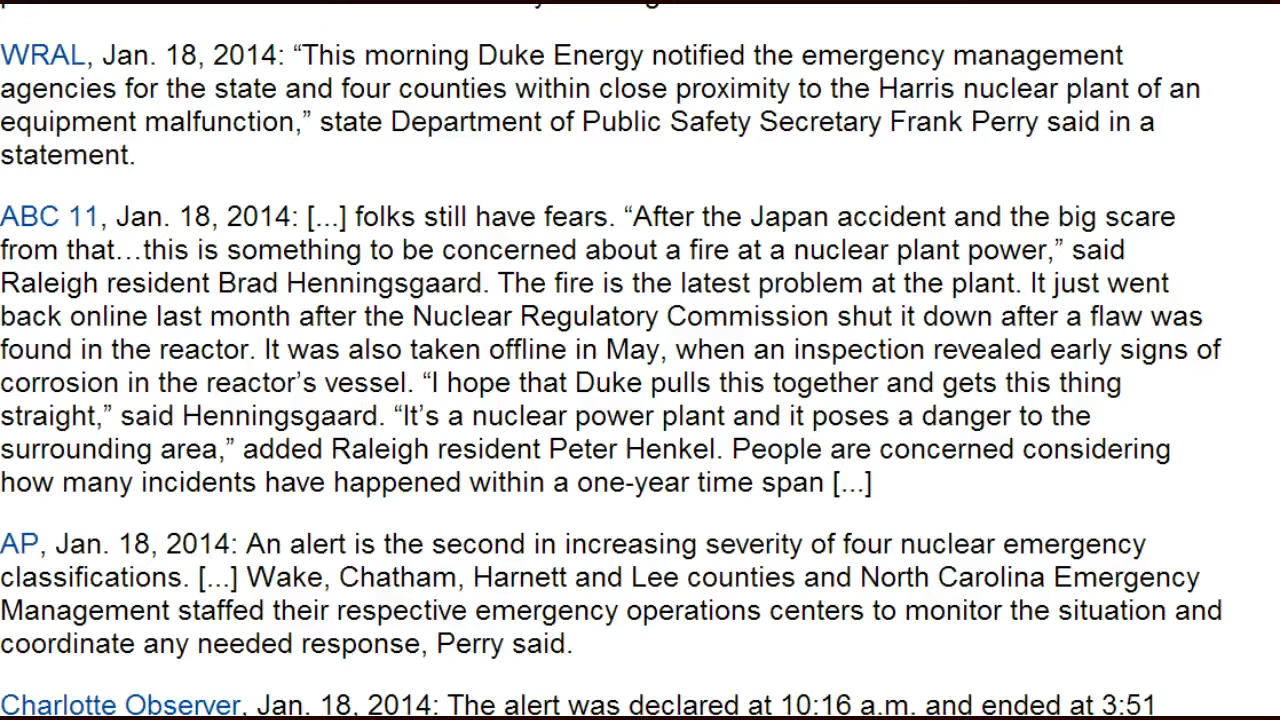 WRAL, Jan. 18, 2014: “This morning Duke Energy notified the emergency management
agencies for the state and four counties within close proximity to the Harris nuclear plant of an
equipment malfunction,” state Department of Public Safety Secretary Frank Perry said in a
statement.
ABC 11, Jan. 18, 2014: [...] folks still have fears. “After the Japan accident and the big scare
from that…this is something to be concerned about a fire at a nuclear plant power,” said
Raleigh resident Brad Henningsgaard. The fire is the latest problem at the plant. It just went
back online last month after the Nuclear Regulatory Commission shut it down after a flaw was
found in the reactor. It was also taken offline in May, when an inspection revealed early signs of
corrosion in the reactor’s vessel. “I hope that Duke pulls this together and gets this thing
straight,” said Henningsgaard. “It’s a nuclear power plant and it poses a danger to the
surrounding area,” added Raleigh resident Peter Henkel. People are concerned considering
how many incidents have happened within a one-year time span [...]
AP, Jan. 18, 2014: An alert is the second in increasing severity of four nuclear emergency
classifications. [...] Wake, Chatham, Harnett and Lee counties and North Carolina Emergency
Management staffed their respective emergency operations centers to monitor the situation and
coordinate any needed response, Perry said.
Charlotte Observer, Jan. 18, 2014: The alert was declared at 10:16 a.m. and ended at 3:51